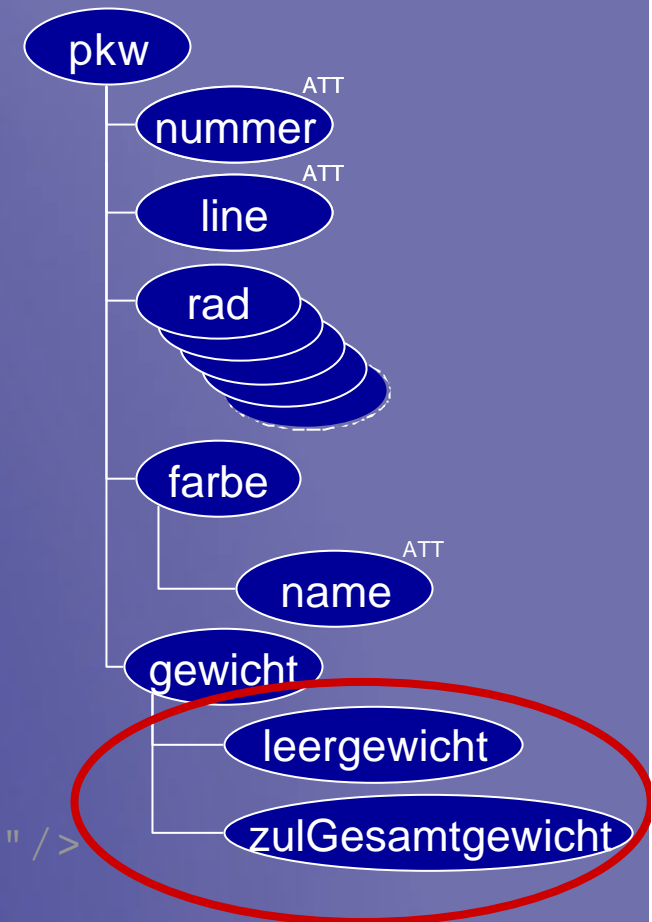 pkw
ATT
nummer
ATT
line
rad
farbe
ATT
name
gewicht
leergewicht
zulGesamtgewicht
"/>